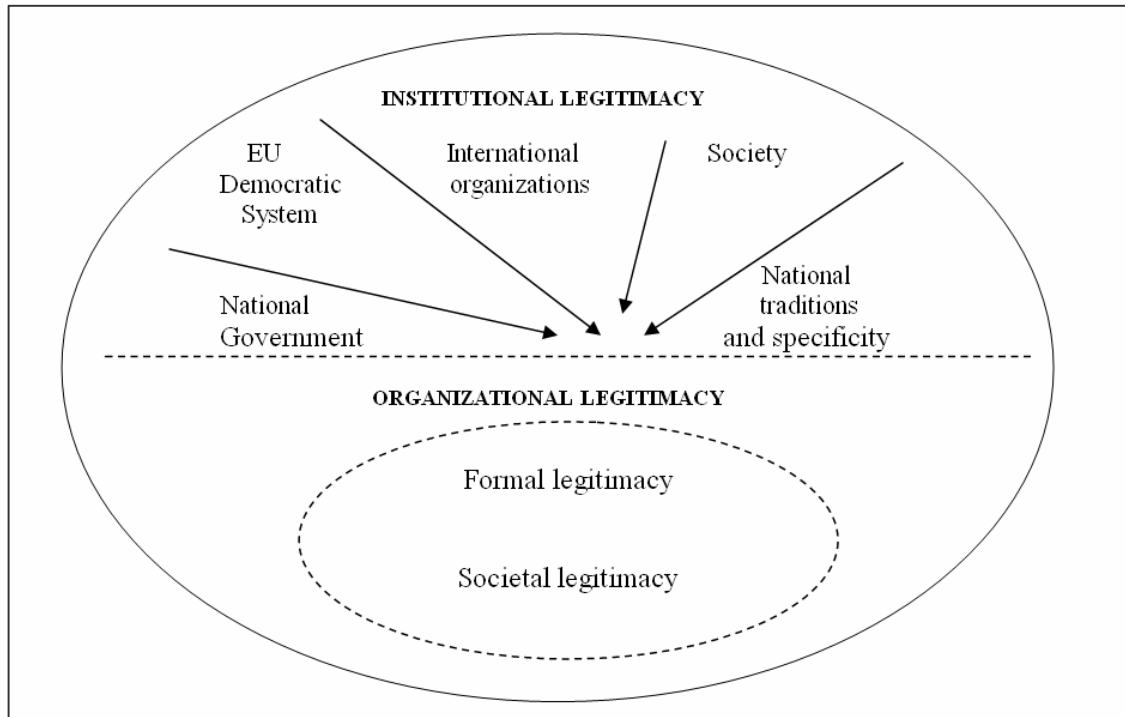 INSTITUTIONAL LEGITIMACY
EU
Democratic
System
International
organizations
Society
National
Government
National
traditions
and specificity
ORGANIZATIONAL LEGITIMACY
Formal legitimacy
Societal legitimacy